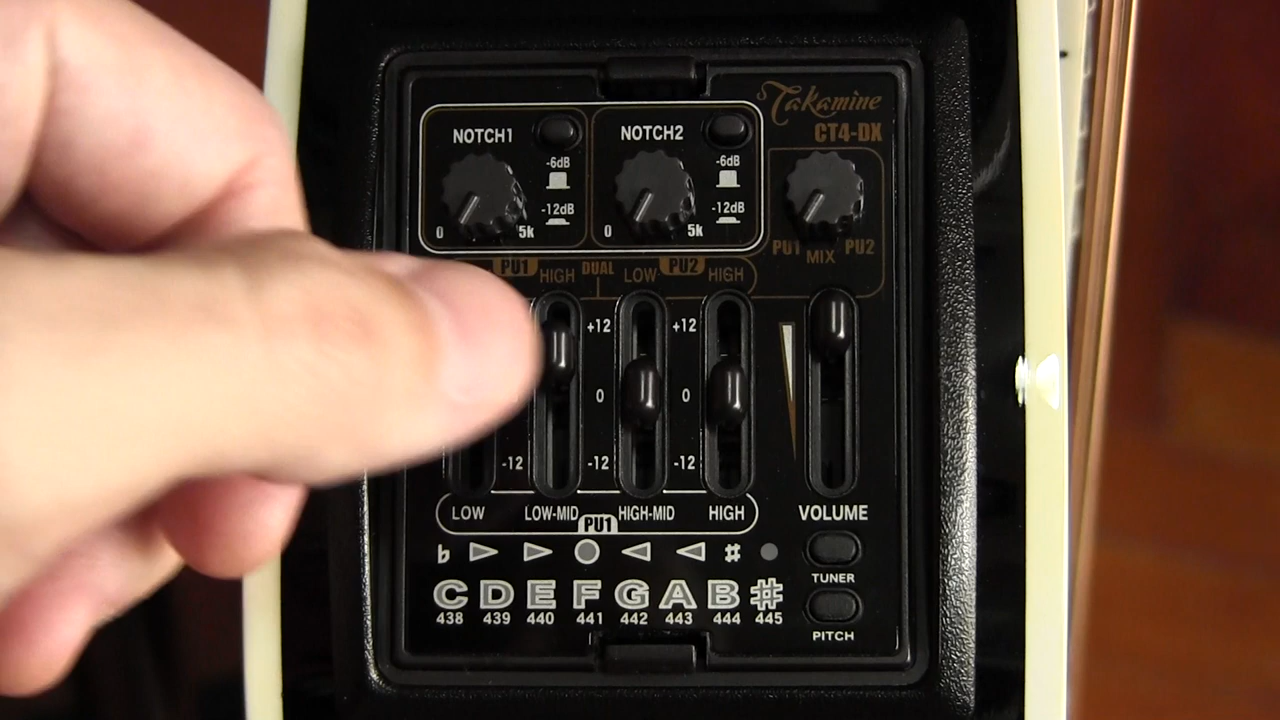 Takamine
CT4-DX
NOTCH1
NOTCH2
-6dB
-6dB
-12dB
-12dB
0 5k
0 5k
PU1 MIX PU2
PU1 HIGH DUAL LOW PU2 HIGH
+12 +12
0 0
-12 -12 -12
LOW LOW-MID HIGH-MID HIGH
PU1
VOLUME
♭ ♯
TUNER
C D E F G A B #
438 439 440 441 442 443 444 445
PITCH